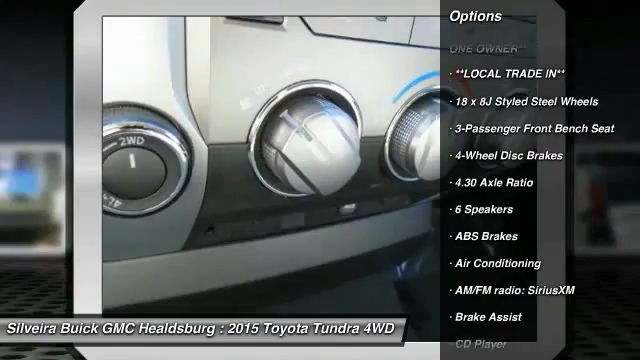 Options
ONE OWNER**
· **LOCAL TRADE IN**
· 18 x 8J Styled Steel Wheels
· 3-Passenger Front Bench Seat
· 4-Wheel Disc Brakes
· 4.30 Axle Ratio
· 6 Speakers
· ABS Brakes
· Air Conditioning
· AM/FM radio: SiriusXM
· Brake Assist
CD Player
2WD
Silveira Buick GMC Healdsburg : 2015 Toyota Tundra 4WD